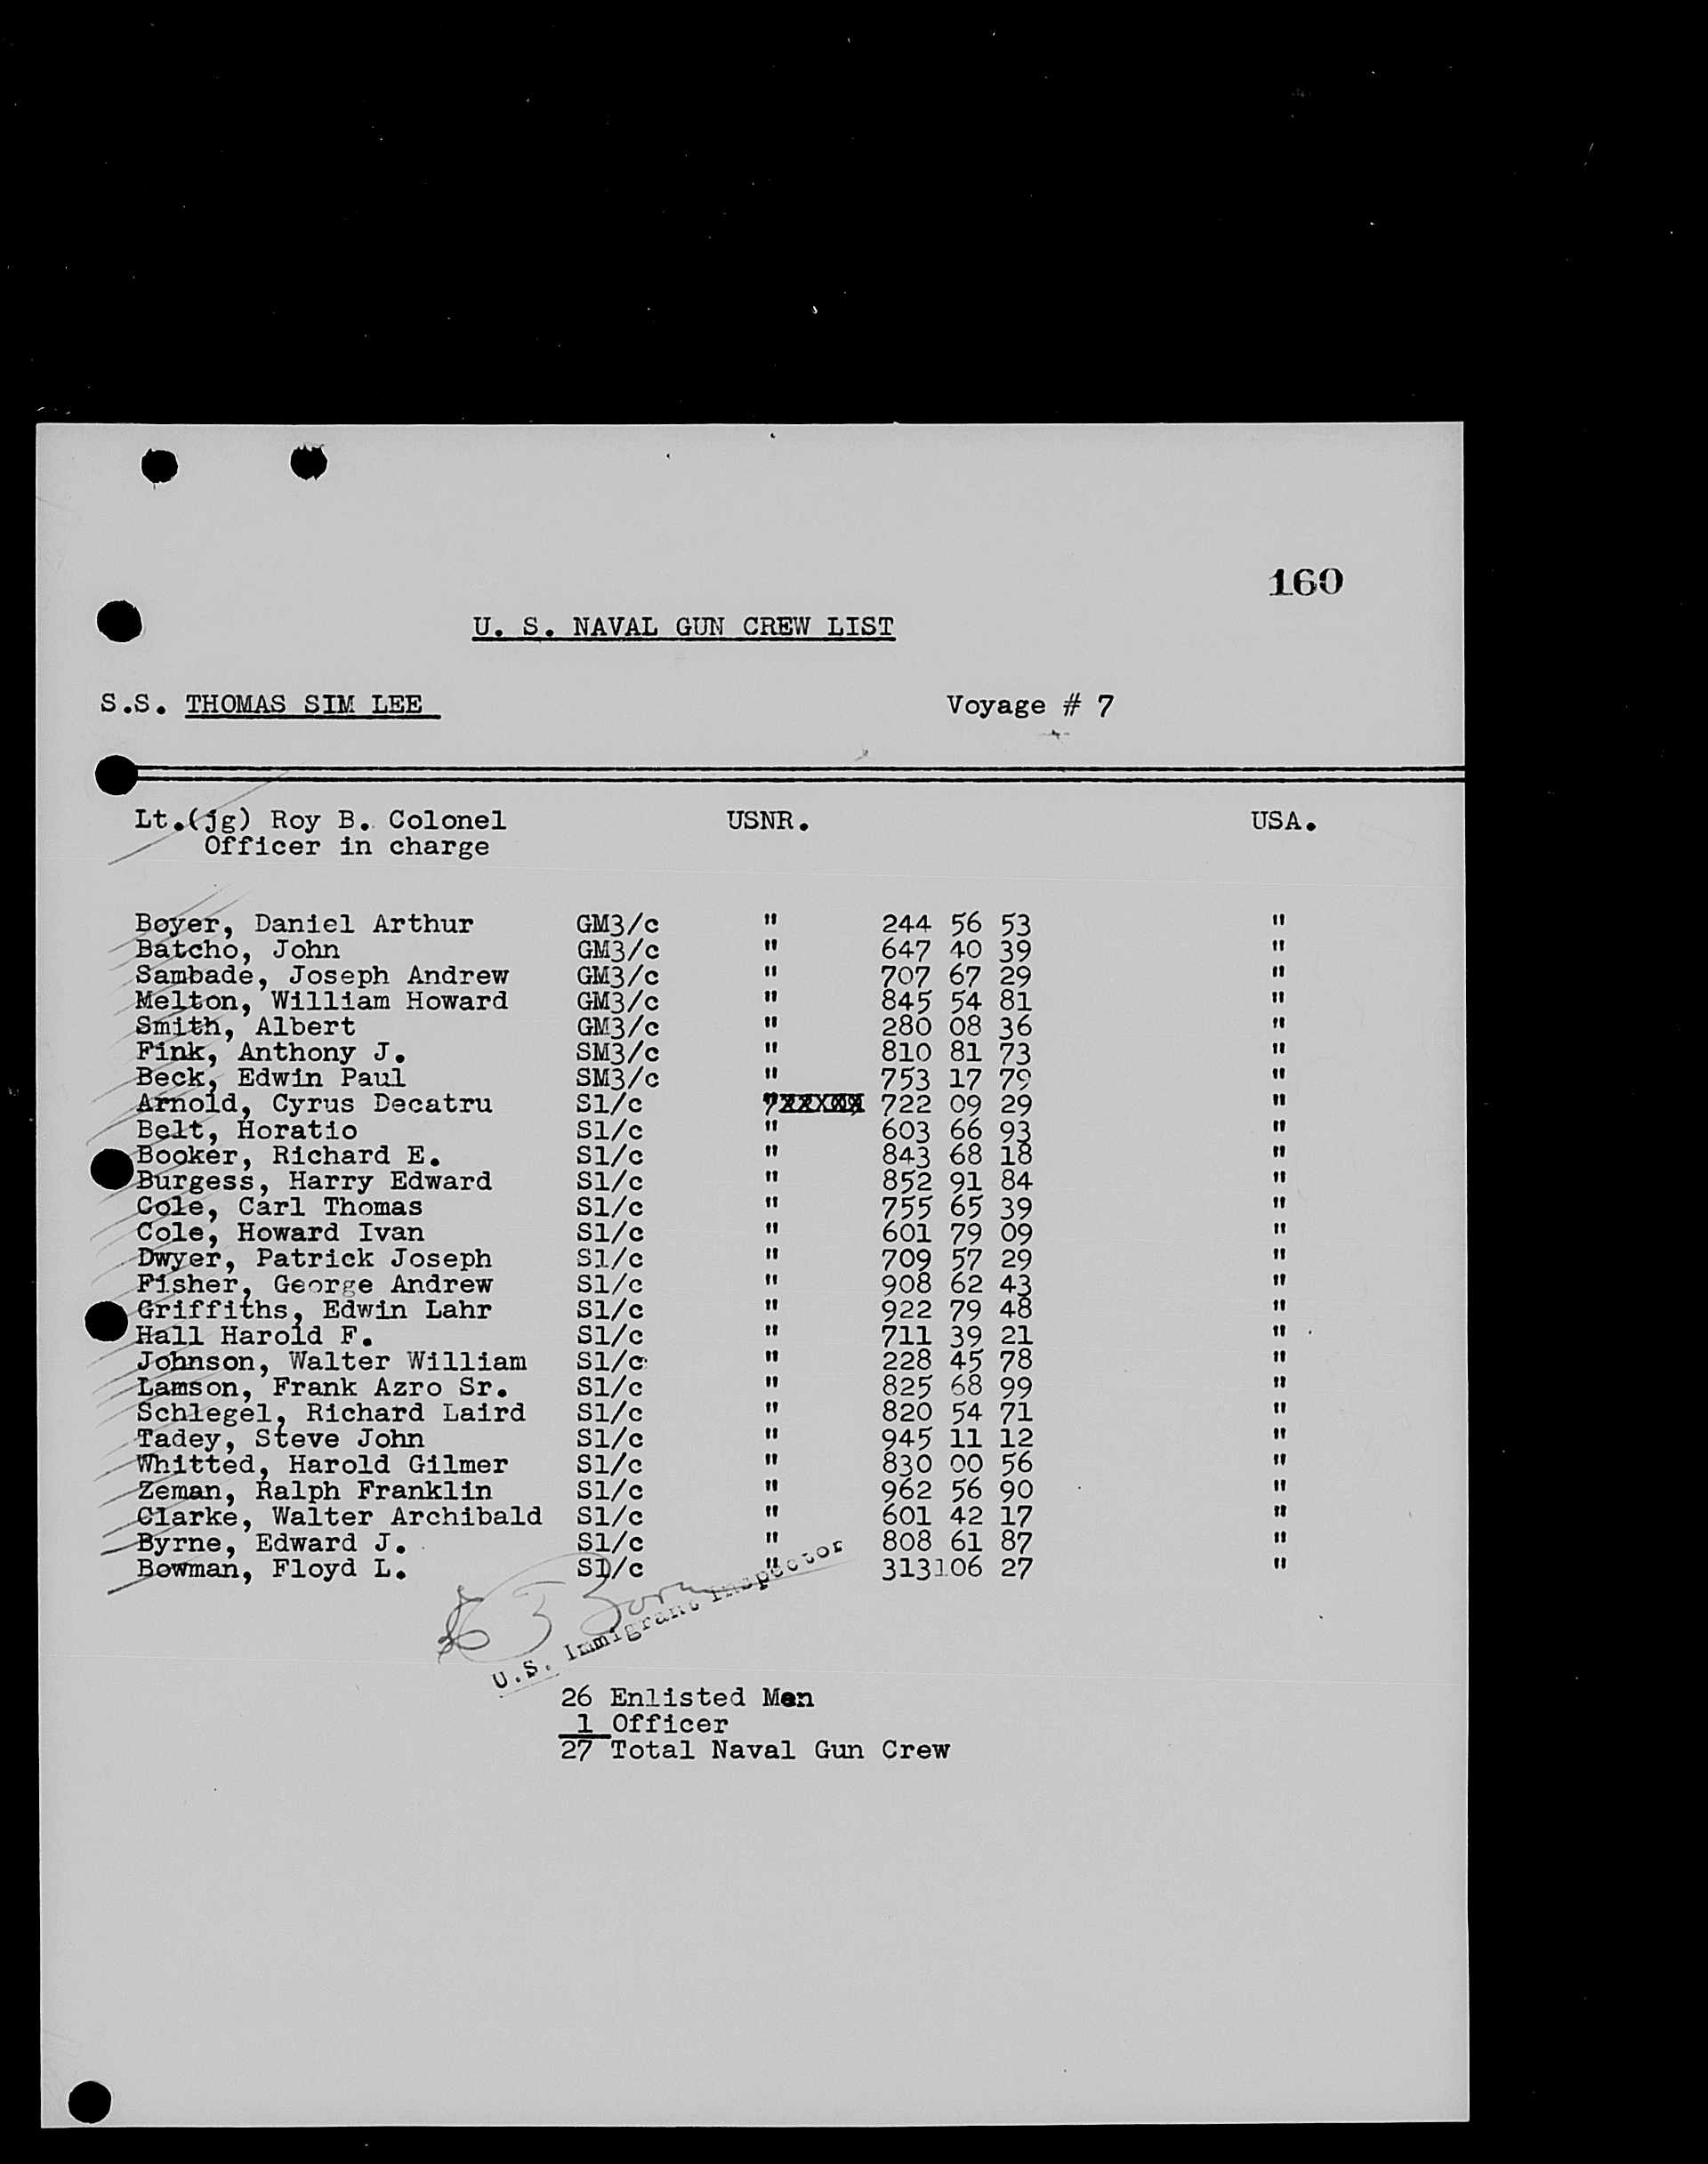 160
U. S. NAVAL GUN CREW LIST
S.S. THOMAS SIM LEE Voyage # 7
Lt.(jg) Roy B. Colonel USNR. USA.
Officer in charge
Boyer, Daniel Arthur GM3/c " 244 56 53 "
Batcho, John GM3/c " 647 40 39 "
Sambade, Joseph Andrew GM3/c " 707 67 29 "
Melton, William Howard GM3/c " 845 54 81 "
Smith, Albert GM3/c " 280 08 36 "
Fink, Anthony J. SM3/c " 810 81 73 "
Beck, Edwin Paul SM3/c " 753 17 79 "
Arnold, Cyrus Decatru S1/c " 722 09 29 "
Belt, Horatio S1/c " 603 66 93 "
Booker, Richard E. S1/c " 843 68 18 "
Burgess, Harry Edward S1/c " 852 91 84 "
Cole, Carl Thomas S1/c " 755 65 39 "
Cole, Howard Ivan S1/c " 601 79 09 "
Dwyer, Patrick Joseph S1/c " 709 57 29 "
Fisher, George Andrew S1/c " 908 62 43 "
Griffiths, Edwin Lahr S1/c " 922 79 48 "
Hall Harold F. S1/c " 711 39 21 "
Johnson, Walter William S1/c " 228 45 78 "
Lamson, Frank Azro Sr. S1/c " 825 68 99 "
Schlegel, Richard Laird S1/c " 820 54 71 "
Tadey, Steve John S1/c " 945 11 12 "
Whitted, Harold Gilmer S1/c " 830 00 56 "
Zeman, Ralph Franklin S1/c " 962 56 90 "
Clarke, Walter Archibald S1/c " 601 42 17 "
Byrne, Edward J. S1/c " 808 61 87 "
Bowman, Floyd L. S1/c " 313106 27 "
U.S. Immigrant Inspector
26 Enlisted Men
1 Officer
27 Total Naval Gun Crew